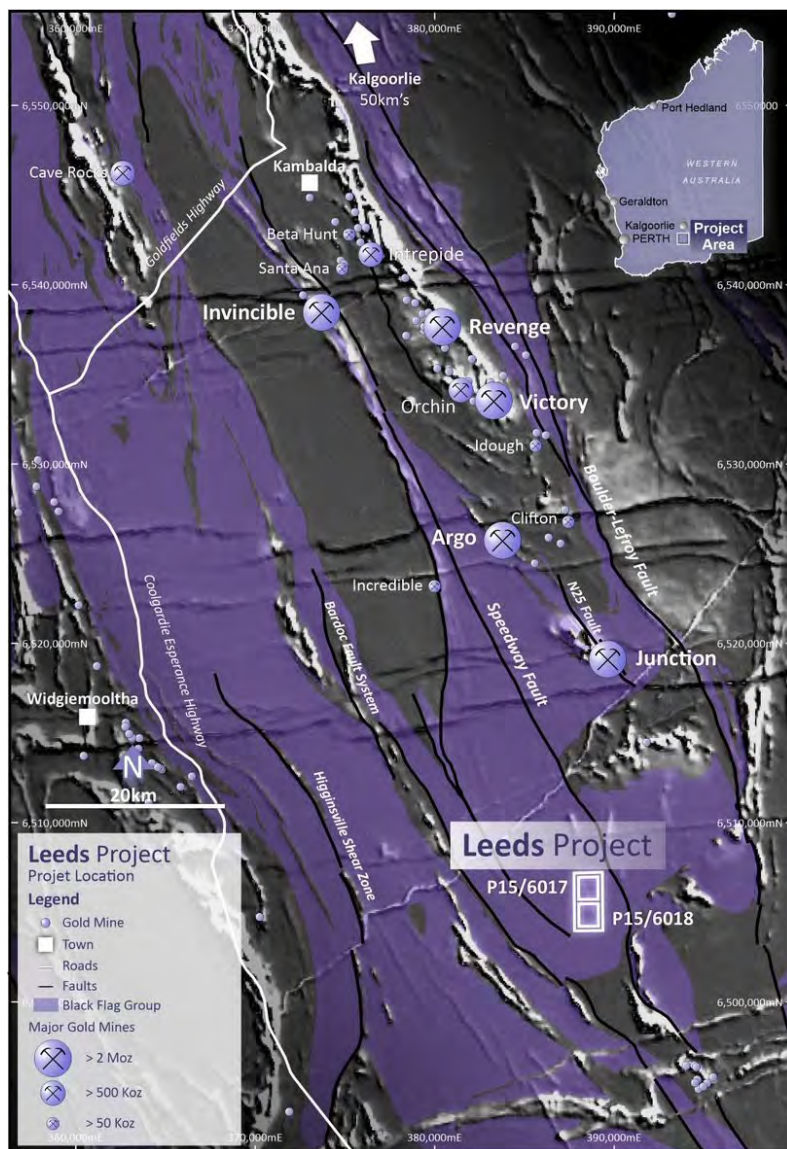 360,000mE
370,000mE
380,000mE
390,000mE
Kalgoorlie
50km's
6,550,000mN
6550000
Port Hedland
WESTERN
AUSTRALIA
Geraldton
Kalgoorlie
PERTH
Project
Area
Cave Rocks
Kambalda
Goldfields Highway
Beta Hunt
Intrepide
Santa Ana
6,540,000mN
6,540,000mN
Invincible
Revenge
Orchin
Victory
Idough
6,530,000mN
6,530,000mN
Boulder-Lefroy Fault
Clifton
Argo
Incredible
N25 Fault
Speedway Fault
Bardoc Fault System
Coolgardie Esperance Highway
6,520,000mN
6,520,000mN
Junction
Widgiemooltha
N
20km
Higginsville Shear Zone
6,510,000mN
6,510,000mN
Leeds Project
P15/6017
P15/6018
Leeds Project
Projet Location
Legend
Gold Mine
Town
Roads
Faults
Black Flag Group
Major Gold Mines
> 2 Moz
> 500 Koz
> 50 Koz
6,500,000mN
360,000mE
370,000mE
380,000mE
390,000mE